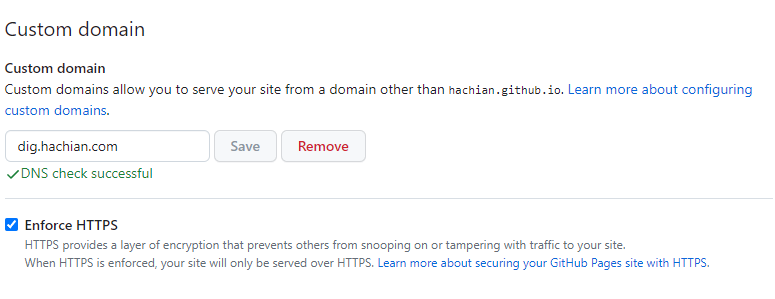 Custom domain
Custom domain
Custom domains allow you to serve your site from a domain other than hachian.github.io. Learn more about configuring
custom domains.
dig.hachian.com Save Remove
DNS check successful
Enforce HTTPS
HTTPS provides a layer of encryption that prevents others from snooping on or tampering with traffic to your site.
When HTTPS is enforced, your site will only be served over HTTPS. Learn more about securing your GitHub Pages site with HTTPS.